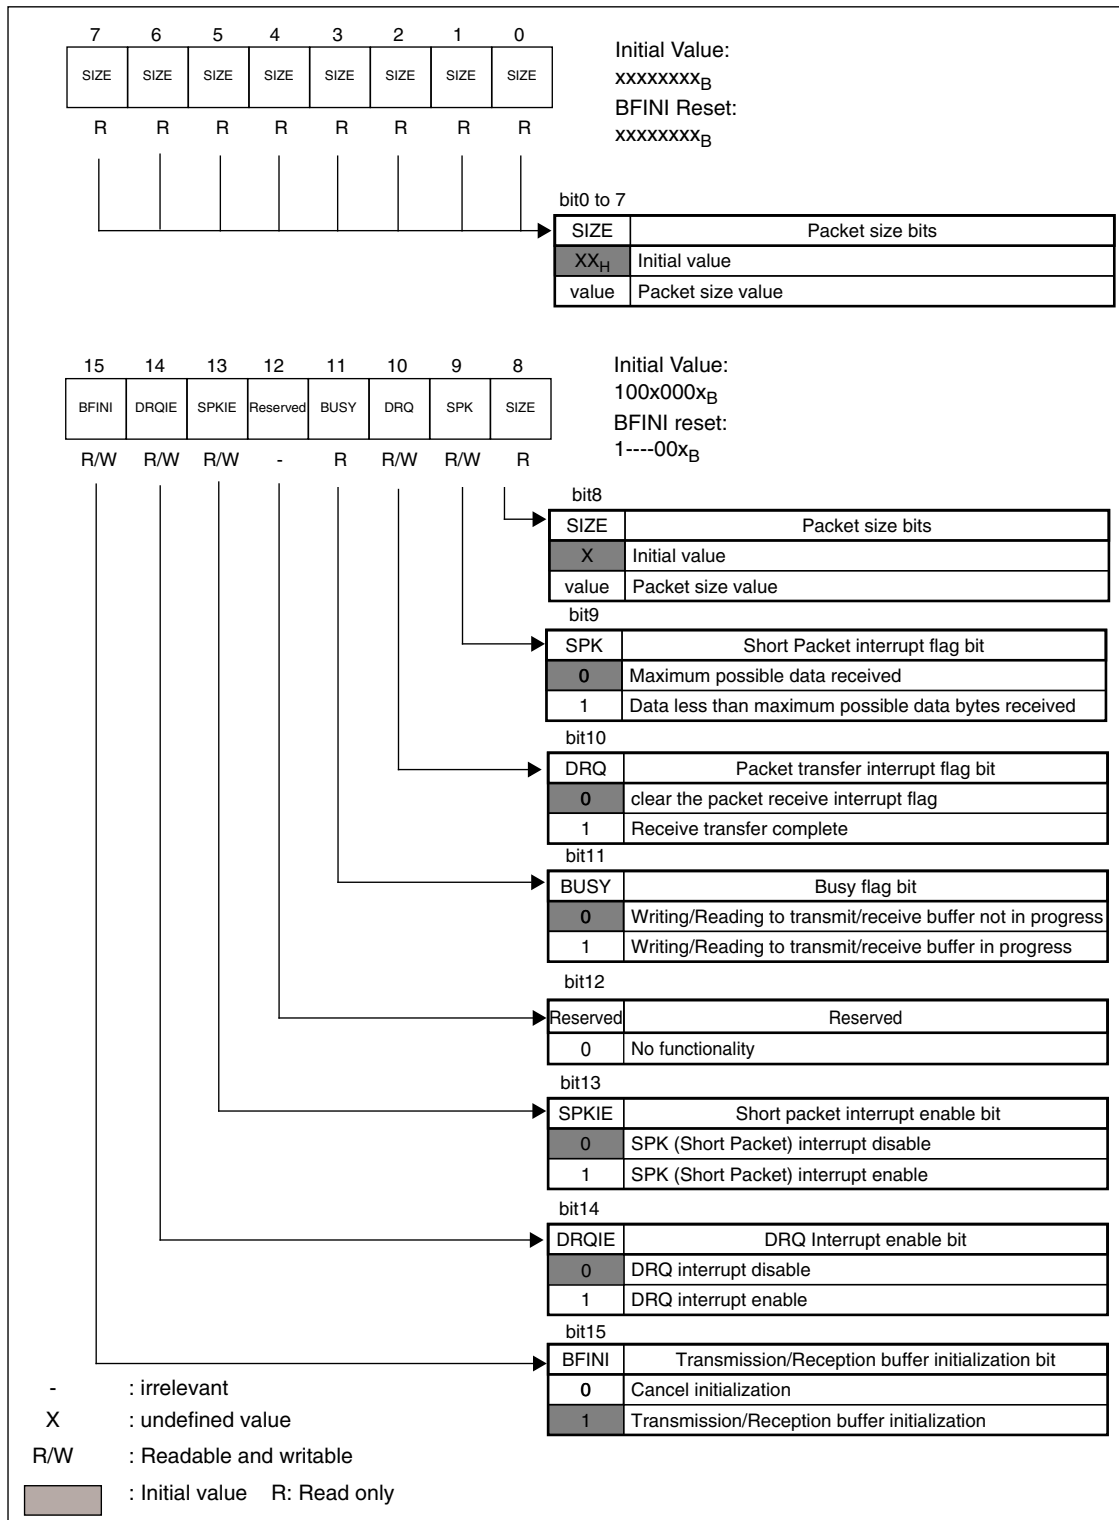 7 6 5 4 3 2 1 0
SIZE SIZE SIZE SIZE SIZE SIZE SIZE SIZE
R R R R R R R R
Initial Value:
xxxxxxxxB
BFINI Reset:
xxxxxxxxB
bit0 to 7
SIZE Packet size bits
XXH Initial value
value Packet size value
15 14 13 12 11 10 9 8
BFINI DRQIE SPKIE Reserved BUSY DRQ SPK SIZE
R/W R/W R/W - R R/W R/W R
Initial Value:
100x000xB
BFINI reset:
1----00xB
bit8
SIZE Packet size bits
X Initial value
value Packet size value
bit9
SPK Short Packet interrupt flag bit
0 Maximum possible data received
1 Data less than maximum possible data bytes received
bit10
DRQ Packet transfer interrupt flag bit
0 clear the packet receive interrupt flag
1 Receive transfer complete
bit11
BUSY Busy flag bit
0 Writing/Reading to transmit/receive buffer not in progress
1 Writing/Reading to transmit/receive buffer in progress
bit12
Reserved Reserved
0 No functionality
bit13
SPKIE Short packet interrupt enable bit
0 SPK (Short Packet) interrupt disable
1 SPK (Short Packet) interrupt enable
bit14
DRQIE DRQ Interrupt enable bit
0 DRQ interrupt disable
1 DRQ interrupt enable
bit15
BFINI Transmission/Reception buffer initialization bit
0 Cancel initialization
1 Transmission/Reception buffer initialization
- : irrelevant
X : undefined value
R/W : Readable and writable
: Initial value R: Read only